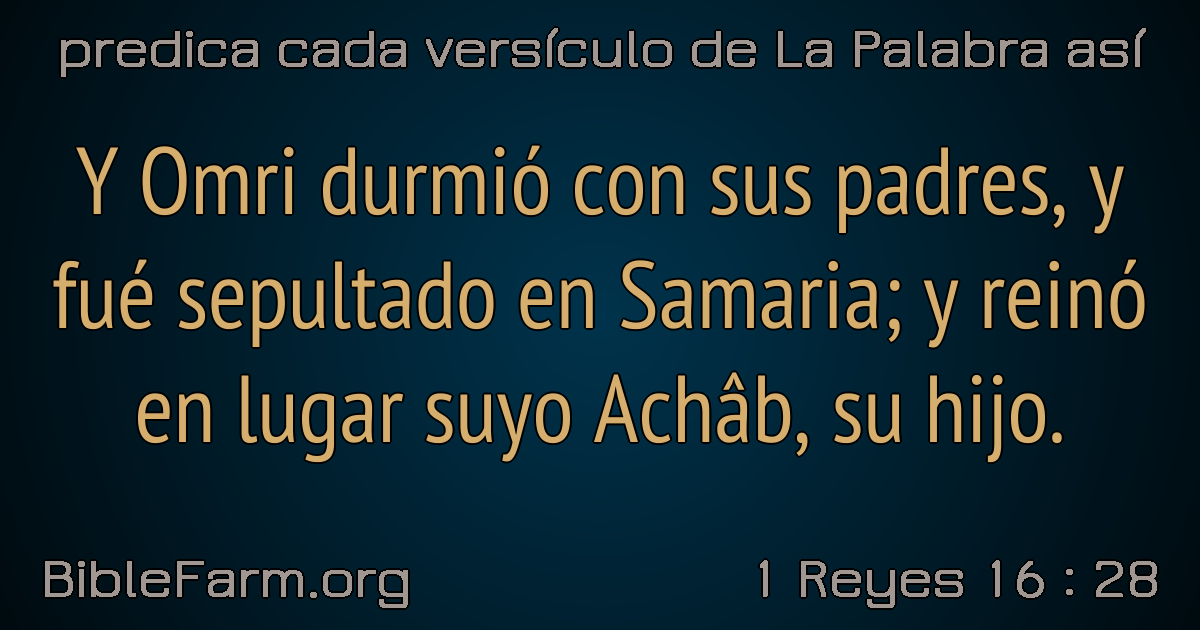 predica cada versículo de La Palabra así
Y Omri durmió con sus padres, y
fué sepultado en Samaria; y reinó
en lugar suyo Achâb, su hijo.
BibleFarm.org
1 Reyes 16 : 28